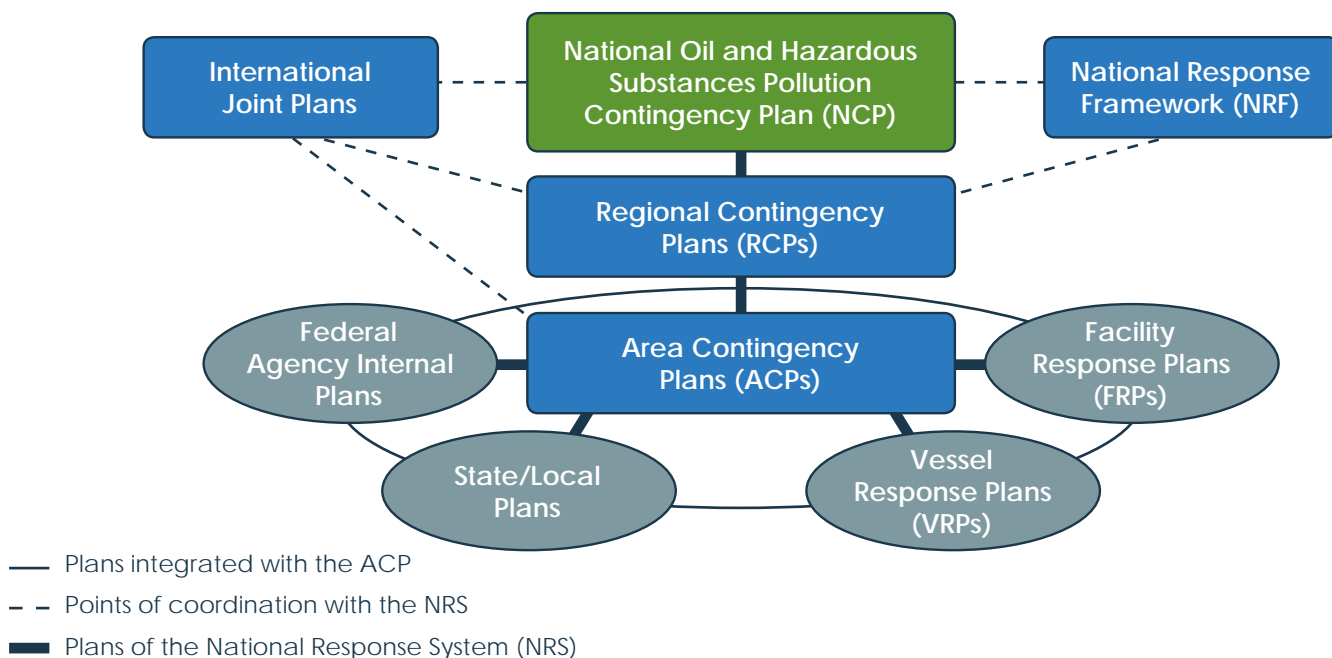 International
Joint Plans
National Oil and Hazardous
Substances Pollution
Contingency Plan (NCP)
National Response
Framework (NRF)
Regional Contingency
Plans (RCPs)
Federal
Agency Internal
Plans
Area Contingency
Plans (ACPs)
Facility
Response Plans
(FRPs)
State/Local
Plans
Vessel
Response Plans
(VRPs)
Plans integrated with the ACP
Points of coordination with the NRS
Plans of the National Response System (NRS)